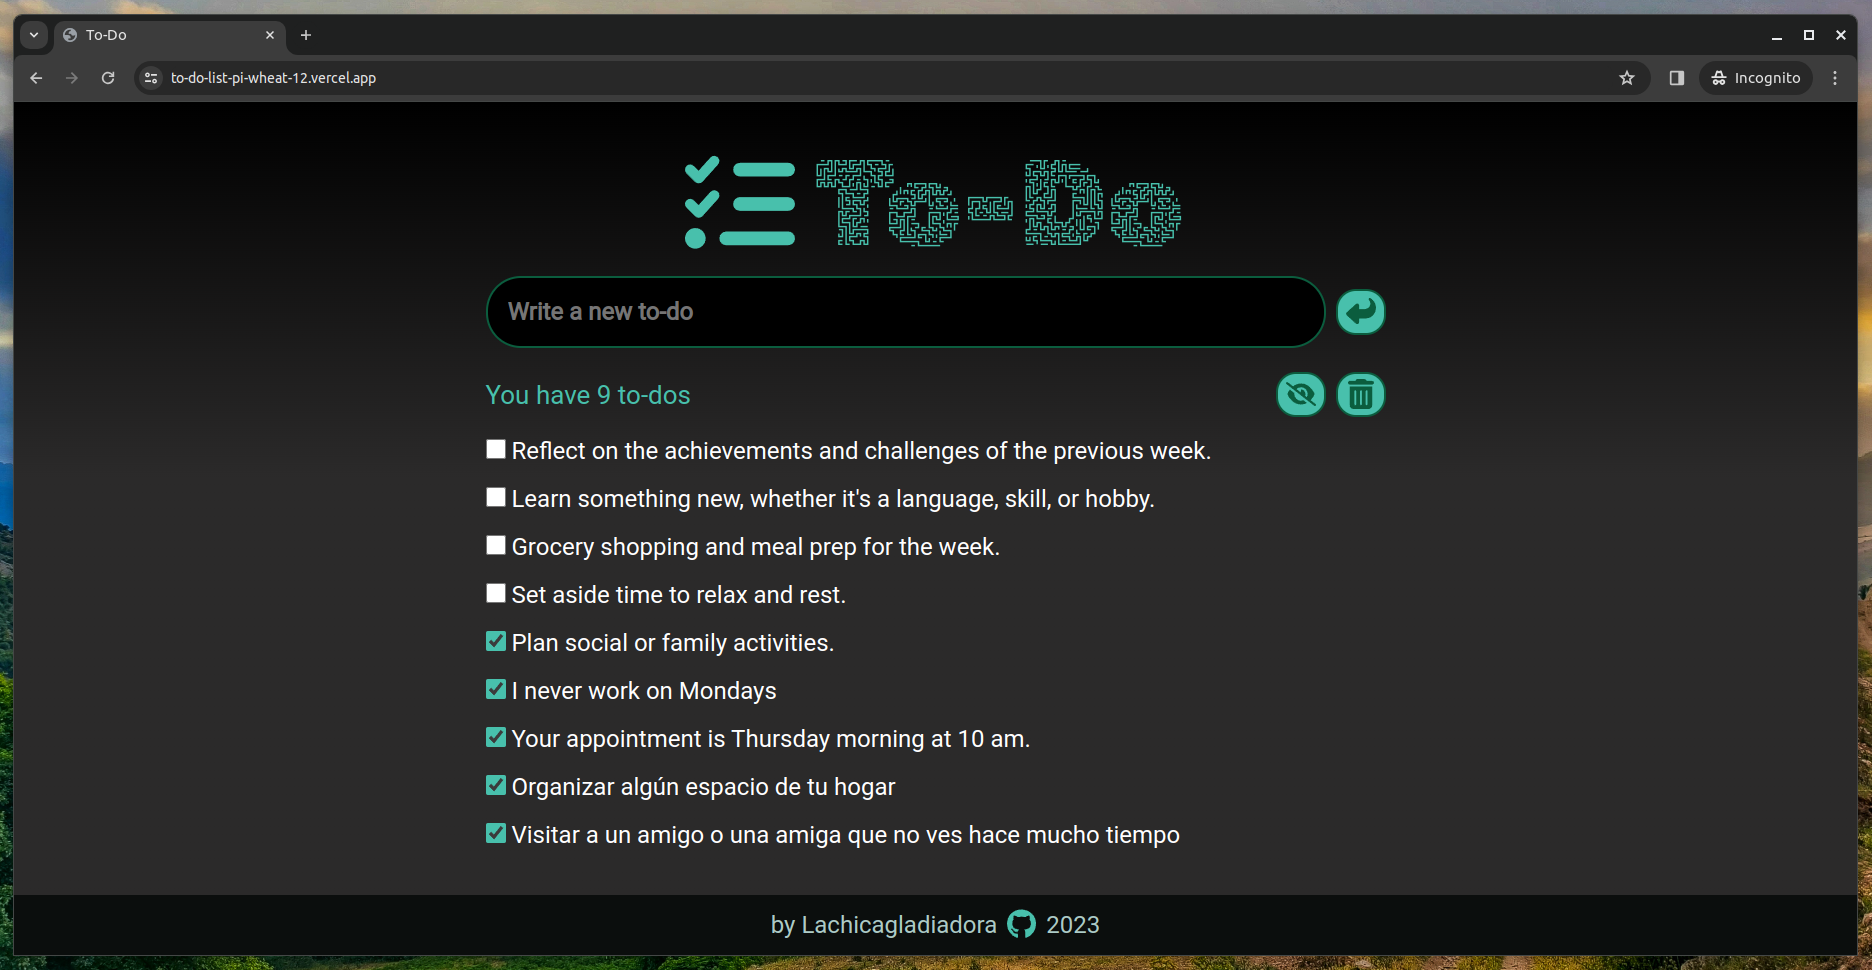 To-Do
to-do-list-pi-wheat-12.vercel.app
Incognito
To-Do
Write a new to-do
You have 9 to-dos
Reflect on the achievements and challenges of the previous week.
Learn something new, whether it's a language, skill, or hobby.
Grocery shopping and meal prep for the week.
Set aside time to relax and rest.
Plan social or family activities.
I never work on Mondays
Your appointment is Thursday morning at 10 am.
Organizar algún espacio de tu hogar
Visitar a un amigo o una amiga que no ves hace mucho tiempo
by Lachicagladiadora 2023